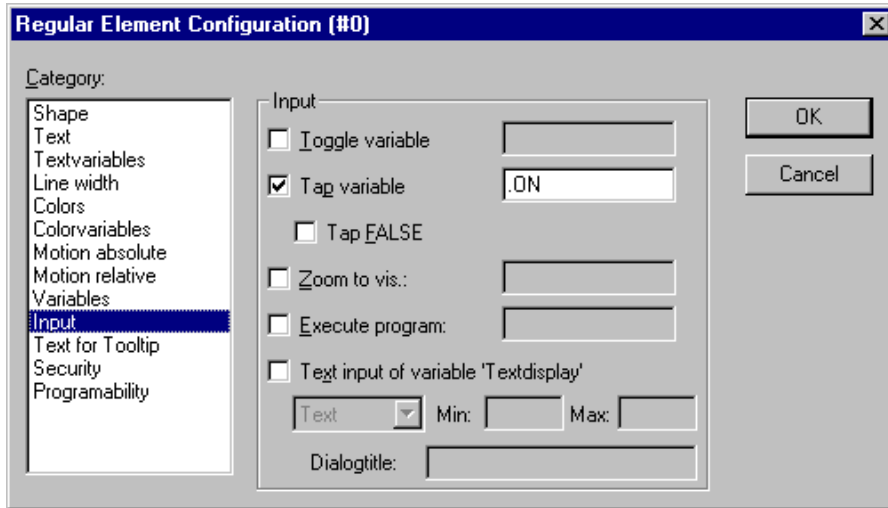 Regular Element Configuration (#0)
Category:
Shape
Text
Textvariables
Line width
Colors
Colorvariables
Motion absolute
Motion relative
Variables
Input
Text for Tooltip
Security
Programability
Input
Toggle variable
Tap variable .ON
Tap FALSE
Zoom to vis.:
Execute program:
Text input of variable 'Textdisplay'
Text Min: Max:
Dialogtitle:
OK
Cancel